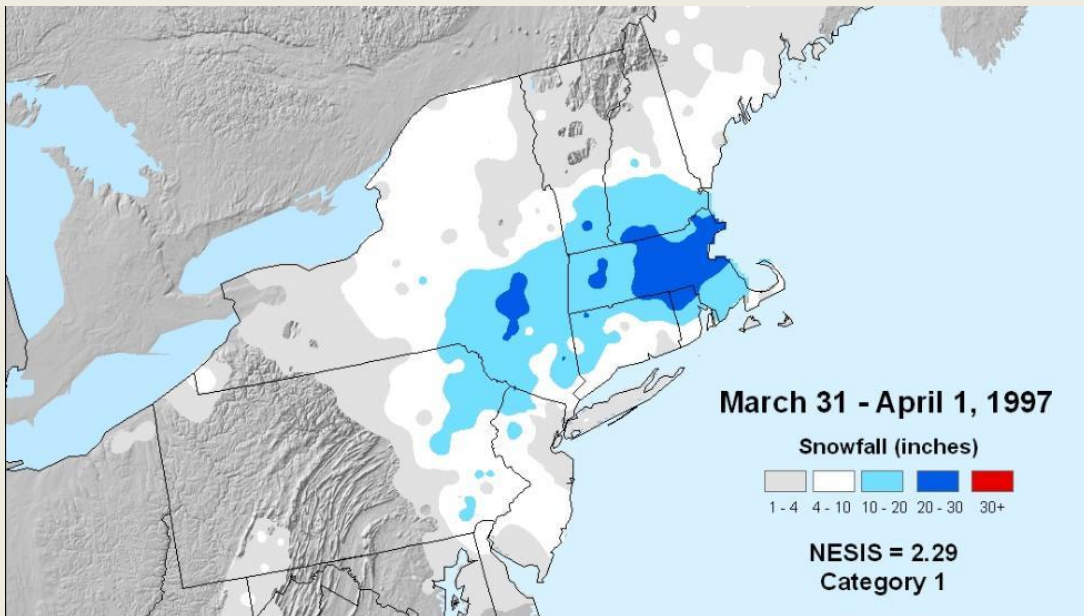 March 31 - April 1, 1997
Snowfall (inches)
1 - 4 4 - 10 10 - 20 20 - 30 30+
NESIS = 2.29
Category 1